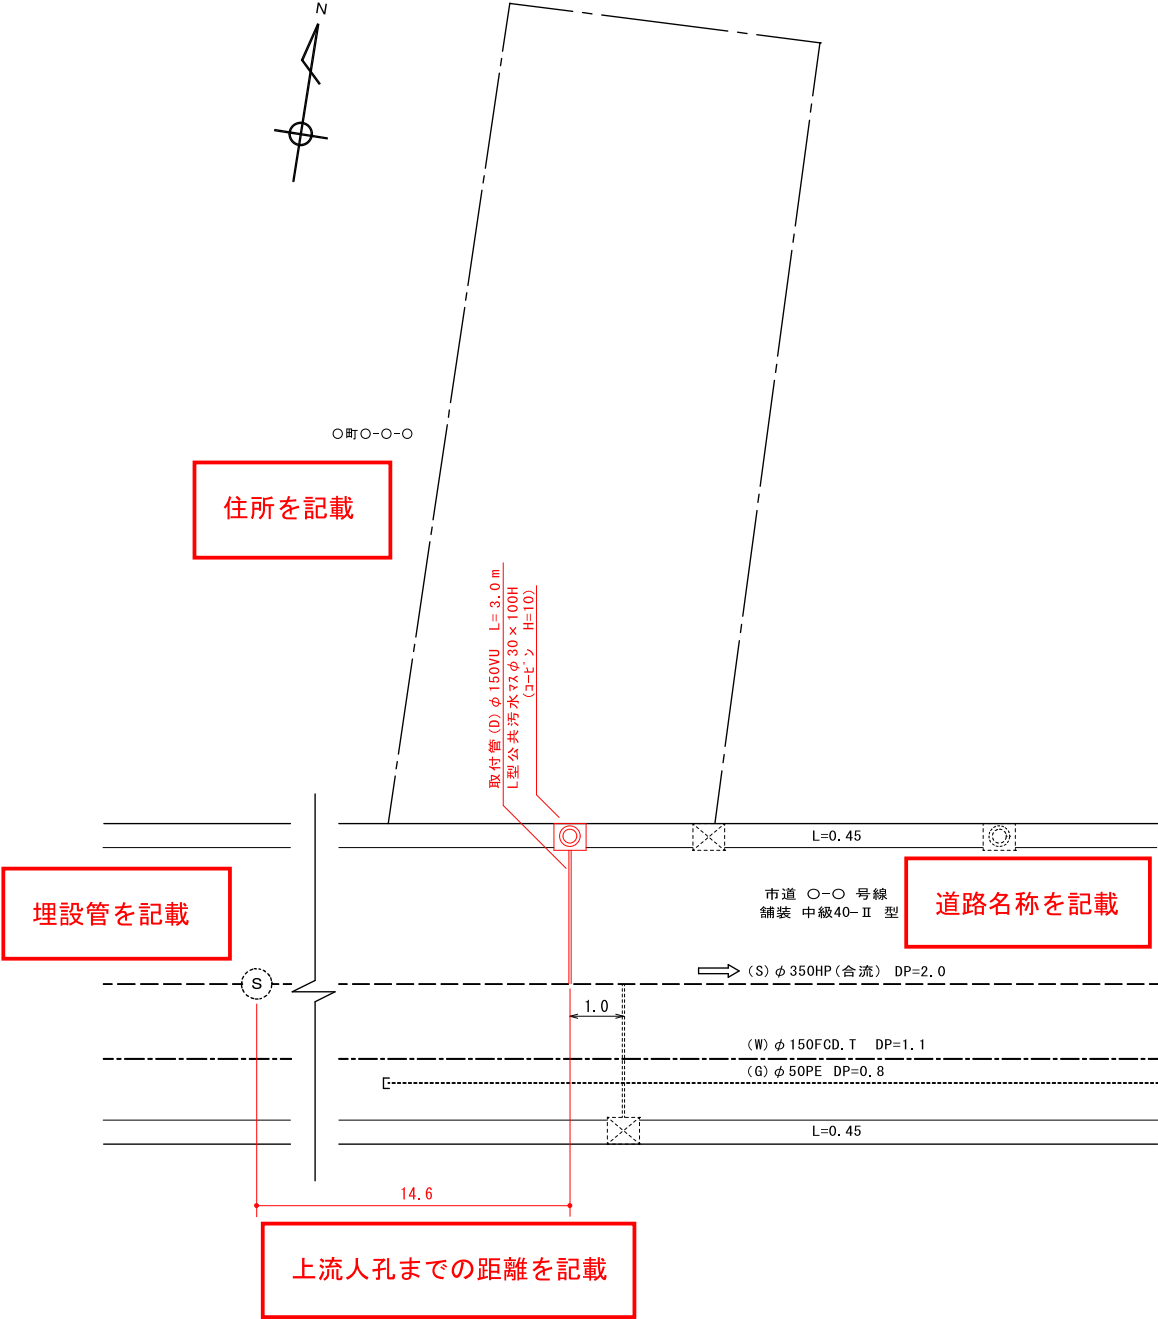 N
○町○-○-○
住所を記載
取付管(D)φ150VU L=3.0m
L型公共汚水マスφ30×100H
(コービン H=10)
L=0.45
埋設管を記載
市道 ○-○ 号線
舗装 中級40-Ⅱ 型
道路名称を記載
(S)φ350HP(合流) DP=2.0
S
1.0
(W)φ150FCD.T DP=1.1
(G)φ50PE DP=0.8
L=0.45
14.6
上流人孔までの距離を記載